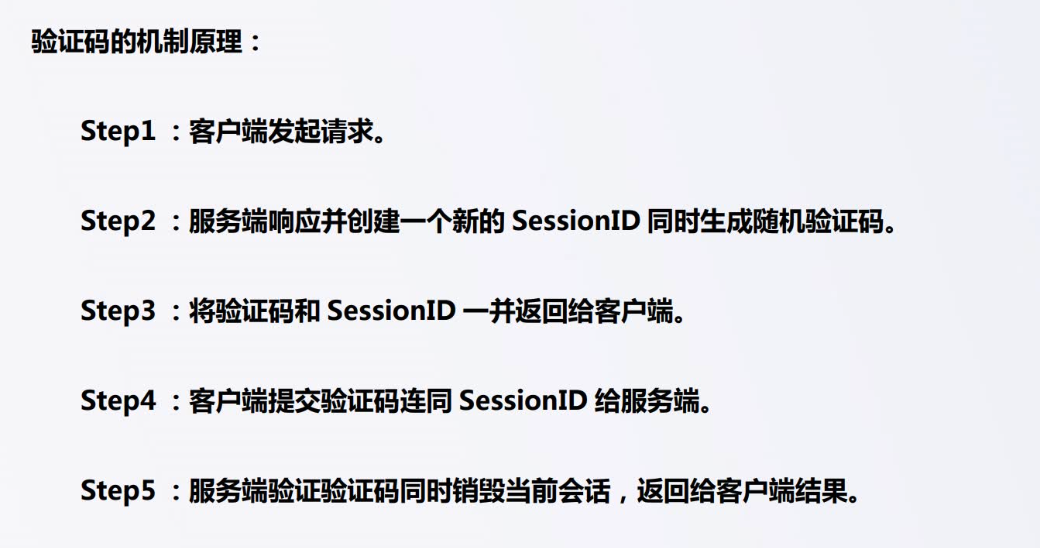 验证码的机制原理：
Step1 ：客户端发起请求。
Step2 ：服务端响应并创建一个新的 SessionID 同时生成随机验证码。
Step3 ：将验证码和 SessionID 一并返回给客户端。
Step4 ：客户端提交验证码连同 SessionID 给服务端。
Step5 ：服务端验证验证码同时销毁当前会话，返回给客户端结果。